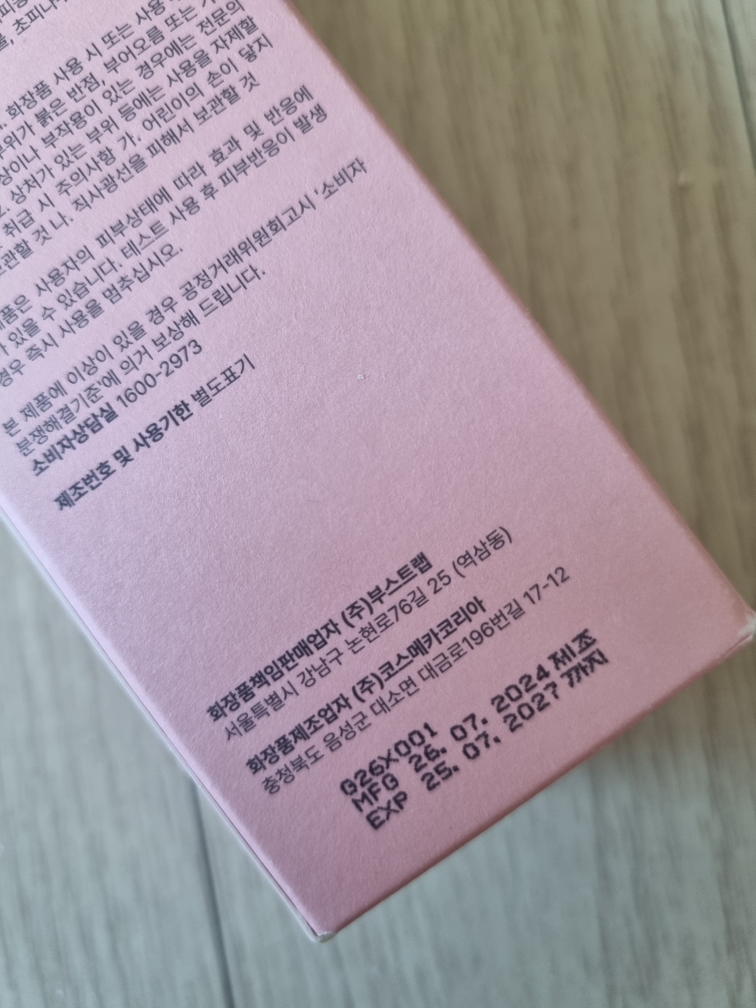 초피나
화장품 사용 시 또는 사용
부위가 붉은 반점, 부어오름 또는
상이나 부작용이 있는 경우에는 전문의
상처가 있는 부위 등에는 사용을 자제할
취급 시 주의사항 가. 어린이의 손이 닿지
보관할 것 나. 직사광선을 피해서 보관할 것
제품은 사용자의 피부상태에 따라 효과 및 반응에
가 있을 수 있습니다. 테스트 사용 후 피부반응이 발생
경우 즉시 사용을 멈추십시오.
본 제품에 이상이 있을 경우 공정거래위원회고시 '소비자
분쟁해결기준'에 의거 보상해 드립니다.
소비자상담실 1600-2973
제조번호 및 사용기한 별도표기
화장품책임판매업자 (주)부스트랩
서울특별시 강남구 논현로76길 25 (역삼동)
화장품제조업자 (주)코스메카코리아
충청북도 음성군 대소면 대금로196번길 17-12
G26X001
MFG 26. 07. 2024 제조
EXP 25. 07. 2027 까지